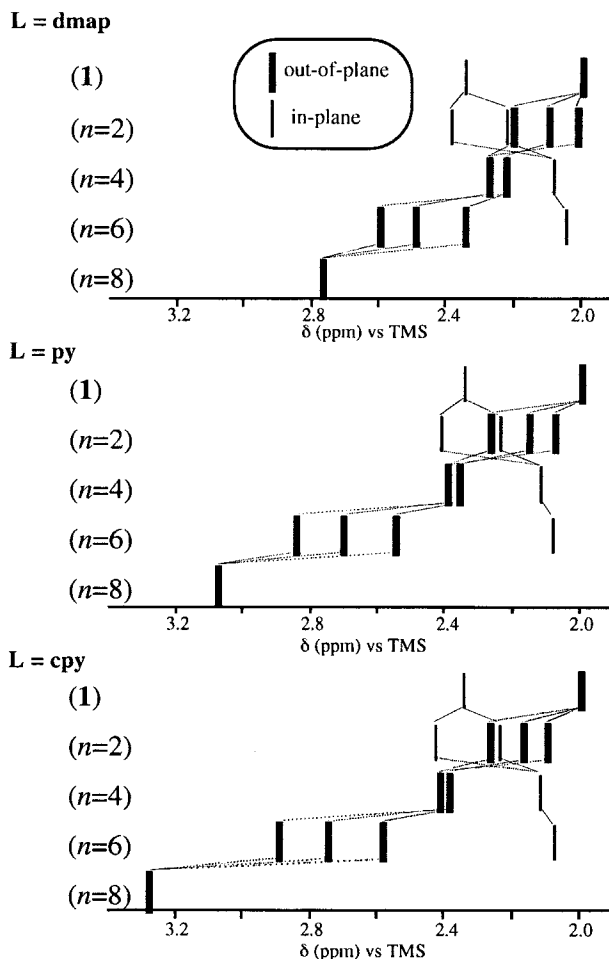 L = dmap
out-of-plane
in-plane
(1)
(n=2)
(n=4)
(n=6)
(n=8)
3.2 2.8 2.4 2.0
δ (ppm) vs TMS
L = py
(1)
(n=2)
(n=4)
(n=6)
(n=8)
3.2 2.8 2.4 2.0
δ (ppm) vs TMS
L = cpy
(1)
(n=2)
(n=4)
(n=6)
(n=8)
3.2 2.8 2.4 2.0
δ (ppm) vs TMS